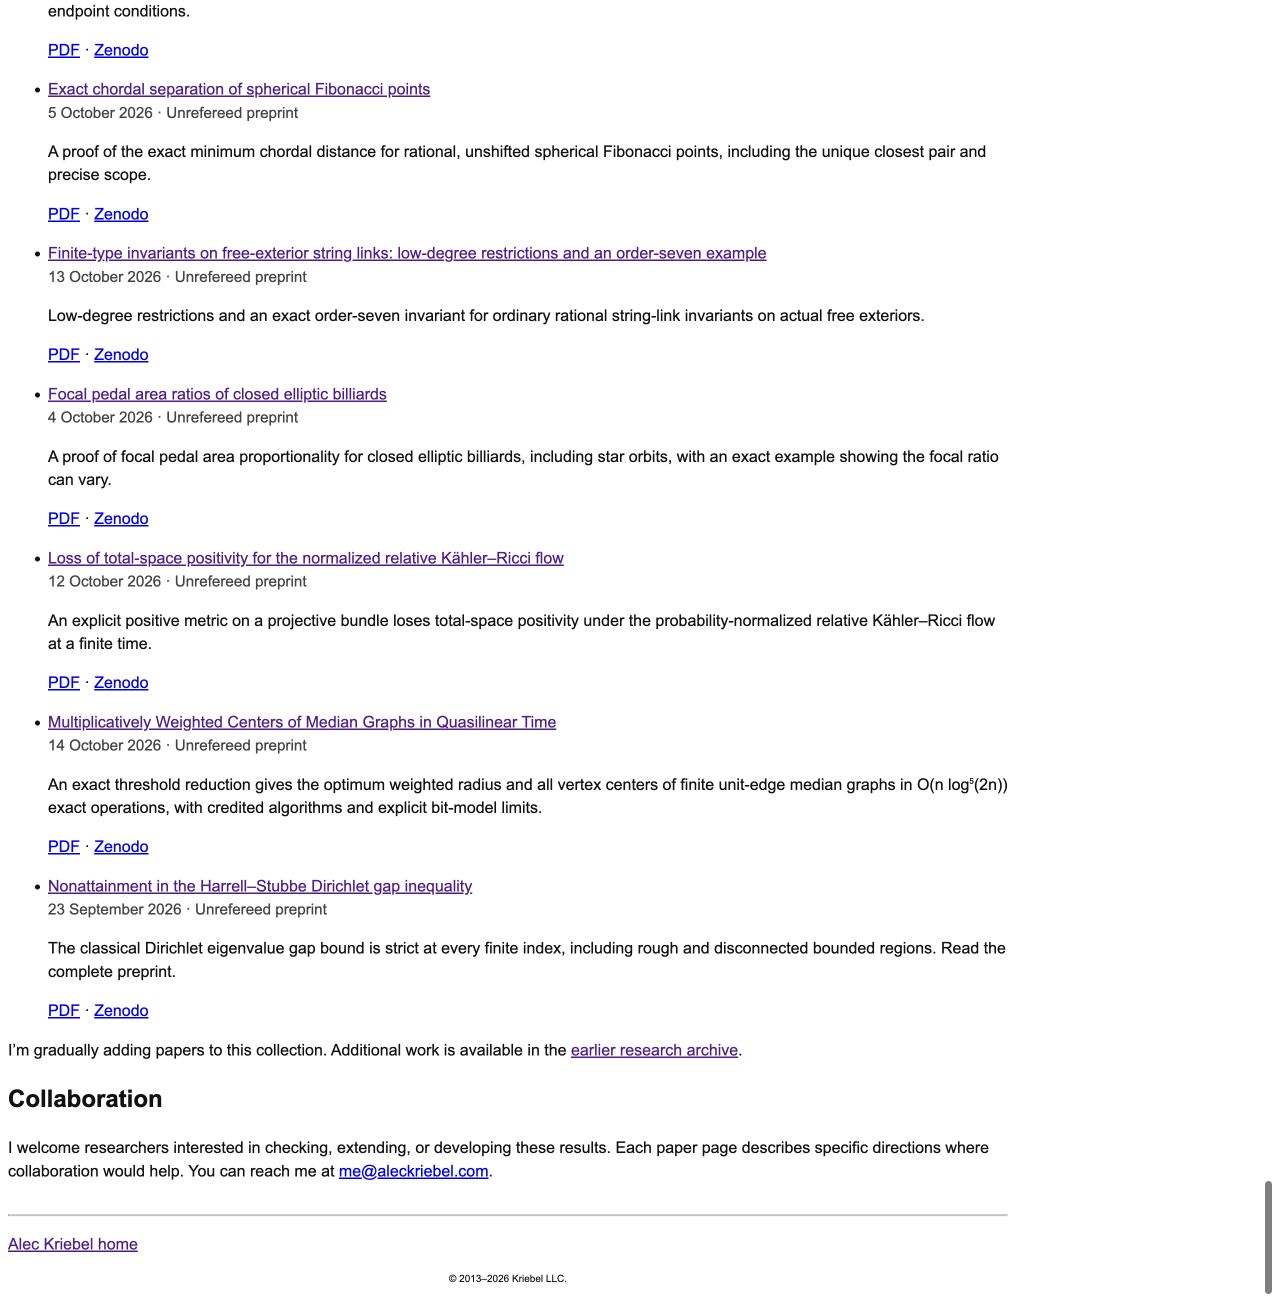 endpoint conditions.
PDF · Zenodo
• Exact chordal separation of spherical Fibonacci points
5 October 2026 · Unrefereed preprint
A proof of the exact minimum chordal distance for rational, unshifted spherical Fibonacci points, including the unique closest pair and
precise scope.
PDF · Zenodo
• Finite-type invariants on free-exterior string links: low-degree restrictions and an order-seven example
13 October 2026 · Unrefereed preprint
Low-degree restrictions and an exact order-seven invariant for ordinary rational string-link invariants on actual free exteriors.
PDF · Zenodo
• Focal pedal area ratios of closed elliptic billiards
4 October 2026 · Unrefereed preprint
A proof of focal pedal area proportionality for closed elliptic billiards, including star orbits, with an exact example showing the focal ratio
can vary.
PDF · Zenodo
• Loss of total-space positivity for the normalized relative Kähler–Ricci flow
12 October 2026 · Unrefereed preprint
An explicit positive metric on a projective bundle loses total-space positivity under the probability-normalized relative Kähler–Ricci flow
at a finite time.
PDF · Zenodo
• Multiplicatively Weighted Centers of Median Graphs in Quasilinear Time
14 October 2026 · Unrefereed preprint
An exact threshold reduction gives the optimum weighted radius and all vertex centers of finite unit-edge median graphs in O(n log⁵(2n))
exact operations, with credited algorithms and explicit bit-model limits.
PDF · Zenodo
• Nonattainment in the Harrell–Stubbe Dirichlet gap inequality
23 September 2026 · Unrefereed preprint
The classical Dirichlet eigenvalue gap bound is strict at every finite index, including rough and disconnected bounded regions. Read the
complete preprint.
PDF · Zenodo
I’m gradually adding papers to this collection. Additional work is available in the earlier research archive.
Collaboration
I welcome researchers interested in checking, extending, or developing these results. Each paper page describes specific directions where
collaboration would help. You can reach me at me@aleckriebel.com.
Alec Kriebel home
© 2013–2026 Kriebel LLC.